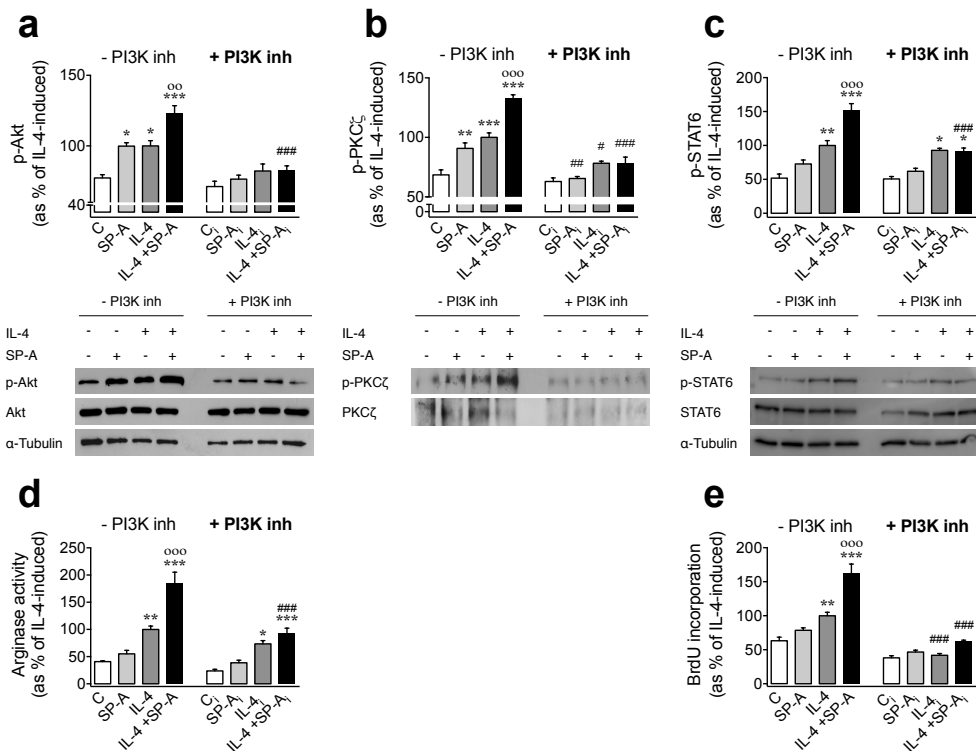 a
- PI3K inh + PI3K inh
p-Akt
(as % of IL-4-induced)
150
100
40
oo
***
*
*
###
C
SP-A
IL-4
IL-4 +SP-A
Ci
SP-Ai
IL-4i
IL-4 +SP-Ai
- PI3K inh + PI3K inh
IL-4 - - + + - - + +
SP-A - + - + - + - +
p-Akt
Akt
α-Tubulin
b
- PI3K inh + PI3K inh
p-PKCζ
(as % of IL-4-induced)
150
100
50
0
ooo
***
***
**
##
#
###
C
SP-A
IL-4
IL-4 +SP-A
Ci
SP-Ai
IL-4i
IL-4 +SP-Ai
- PI3K inh + PI3K inh
IL-4 - - + + - - + +
SP-A - + - + - + - +
p-PKCζ
PKCζ
c
- PI3K inh + PI3K inh
p-STAT6
(as % of IL-4-induced)
200
150
100
50
0
ooo
***
**
*
###
*
C
SP-A
IL-4
IL-4 +SP-A
Ci
SP-Ai
IL-4i
IL-4 +SP-Ai
- PI3K inh + PI3K inh
IL-4 - - + + - - + +
SP-A - + - + - + - +
p-STAT6
STAT6
α-Tubulin
d
- PI3K inh + PI3K inh
Arginase activity
(as % of IL-4-induced)
250
200
150
100
50
0
ooo
***
**
*
###
***
C
SP-A
IL-4
IL-4 +SP-A
Ci
SP-Ai
IL-4i
IL-4 +SP-Ai
e
- PI3K inh + PI3K inh
BrdU incorporation
(as % of IL-4-induced)
200
150
100
50
0
ooo
***
**
###
###
C
SP-A
IL-4
IL-4 +SP-A
Ci
SP-Ai
IL-4i
IL-4 +SP-Ai